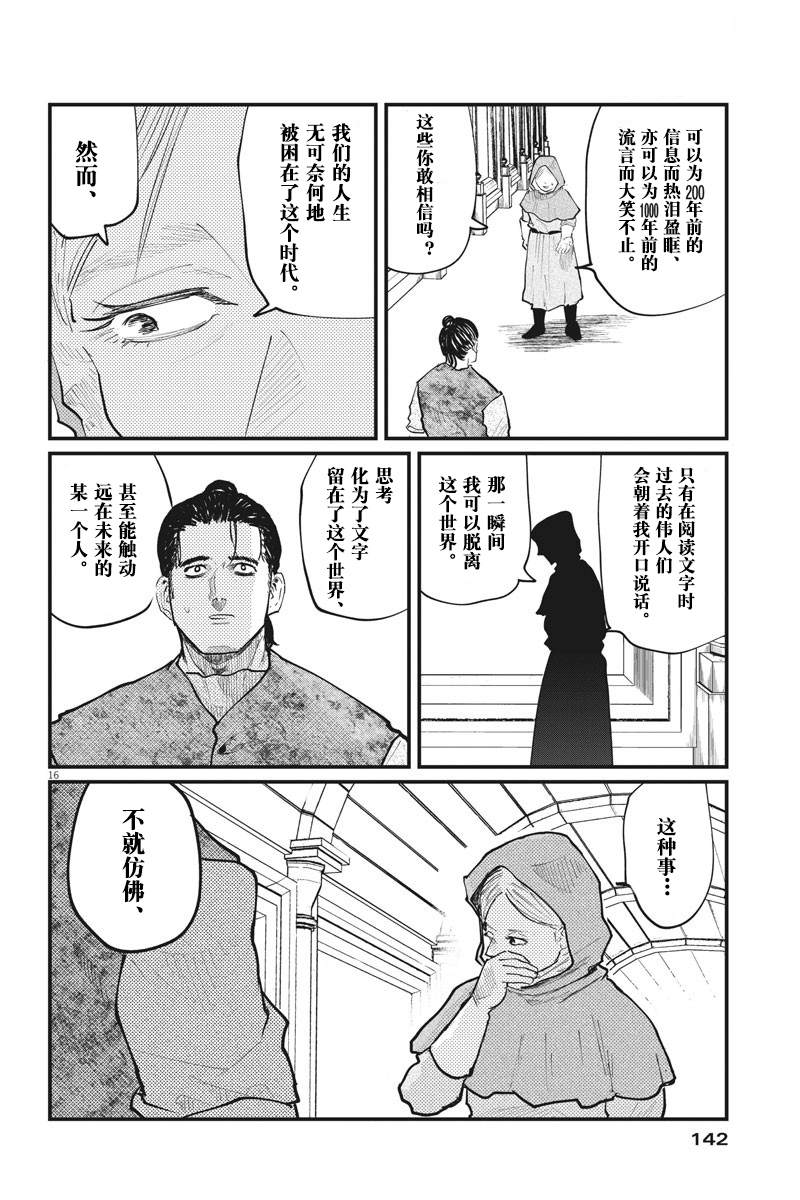 可以为200年前的
信息而热泪盈眶、
亦可以为1000年前的
流言而大笑不止。
这些你敢相信吗？
我们的人生
无可奈何地
被困在了这个时代。
然而、
只有在阅读文字时
过去的伟人们
会朝着我开口说话。
那一瞬间
我可以脱离
这个世界。
思考
化为了文字
留在了这个世界、
甚至能触动
远在未来的
某一个人。
16
这种事…
不就仿佛、
142